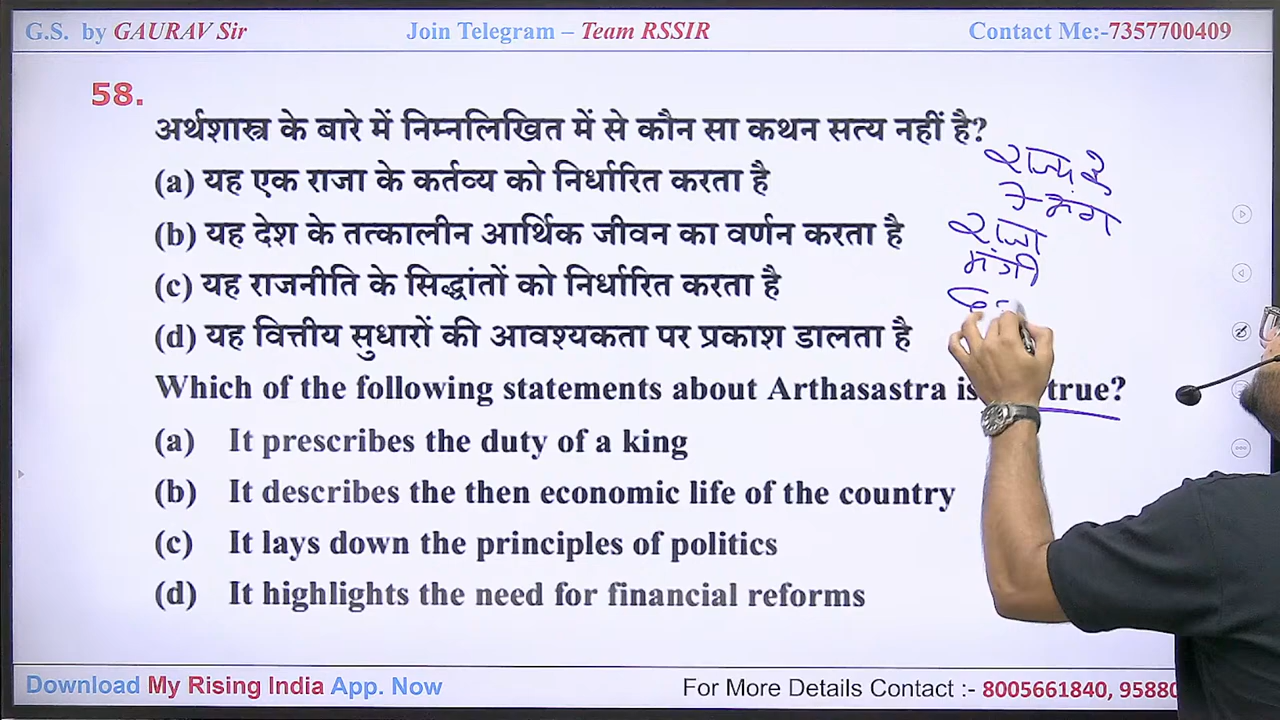 G.S. by GAURAV Sir
Join Telegram – Team RSSIR
Contact Me:-7357700409
58.
अर्थशास्त्र के बारे में निम्नलिखित में से कौन सा कथन सत्य नहीं है?
(a) यह एक राजा के कर्तव्य को निर्धारित करता है
(b) यह देश के तत्कालीन आर्थिक जीवन का वर्णन करता है
(c) यह राजनीति के सिद्धांतों को निर्धारित करता है
(d) यह वित्तीय सुधारों की आवश्यकता पर प्रकाश डालता है
राज्य के
7-अंग
राजा
मंत्री
Which of the following statements about Arthasastra is true?
(a) It prescribes the duty of a king
(b) It describes the then economic life of the country
(c) It lays down the principles of politics
(d) It highlights the need for financial reforms
Download My Rising India App. Now
For More Details Contact :- 8005661840, 95880